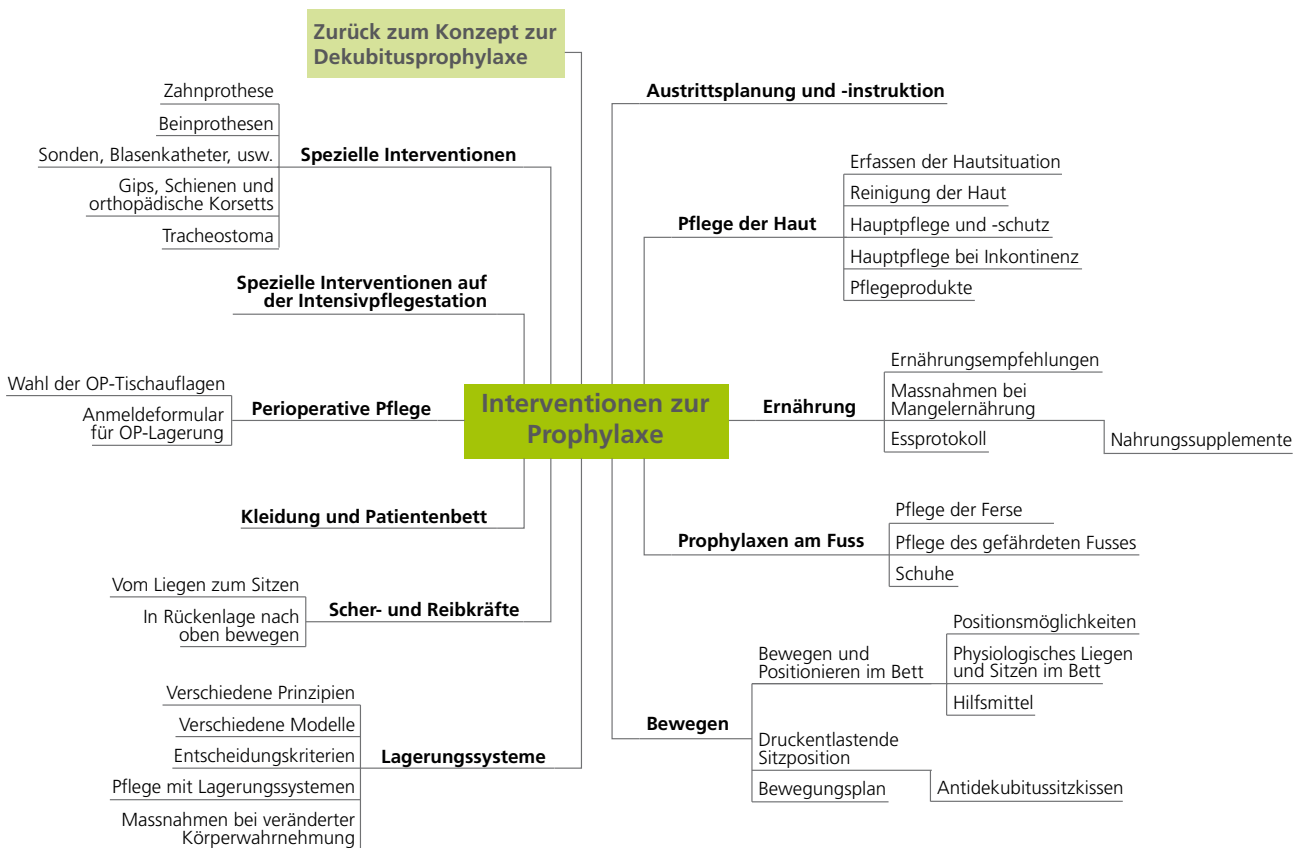 Zurück zum Konzept zur
Dekubitusprophylaxe
Zahnprothese
Beinprothesen
Sonden, Blasenkatheter, usw.
Gips, Schienen und
orthopädische Korsetts
Tracheostoma
Spezielle Interventionen
Spezielle Interventionen auf
der Intensivpflegestation
Wahl der OP-Tischauflagen
Anmeldeformular
für OP-Lagerung
Perioperative Pflege
Kleidung und Patientenbett
Vom Liegen zum Sitzen
In Rückenlage nach
oben bewegen
Scher- und Reibkräfte
Verschiedene Prinzipien
Verschiedene Modelle
Entscheidungskriterien
Pflege mit Lagerungssystemen
Massnahmen bei veränderter
Körperwahrnehmung
Lagerungssysteme
Interventionen zur
Prophylaxe
Austrittsplanung und -instruktion
Pflege der Haut
Erfassen der Hautsituation
Reinigung der Haut
Hauptpflege und -schutz
Hauptpflege bei Inkontinenz
Pflegeprodukte
Ernährung
Ernährungsempfehlungen
Massnahmen bei
Mangelernährung
Essprotokoll
Nahrungssupplemente
Prophylaxen am Fuss
Pflege der Ferse
Pflege des gefährdeten Fusses
Schuhe
Bewegen
Bewegen und
Positionieren im Bett
Positionsmöglichkeiten
Physiologisches Liegen
und Sitzen im Bett
Hilfsmittel
Druckentlastende
Sitzposition
Bewegungsplan
Antidekubitussitzkissen